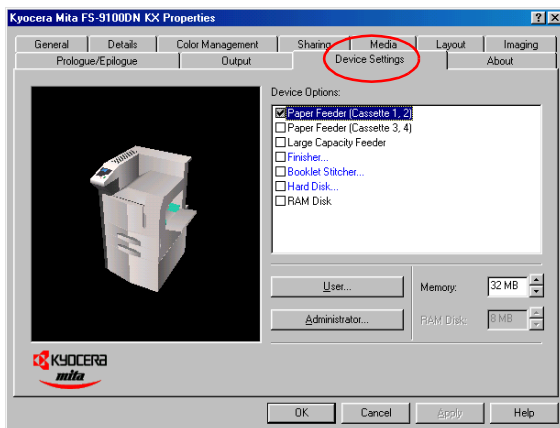 Kyocera Mita FS-9100DN KX Properties
General Details Color Management Sharing Media Layout Imaging
Prologue/Epilogue Output Device Settings About
Device Options:
Paper Feeder (Cassette 1, 2)
Paper Feeder (Cassette 3, 4)
Large Capacity Feeder
Finisher...
Booklet Stitcher...
Hard Disk...
RAM Disk
User... Memory: 32 MB
Administrator... RAM Disk: 8 MB
KYOCERA
mita
OK Cancel Apply Help